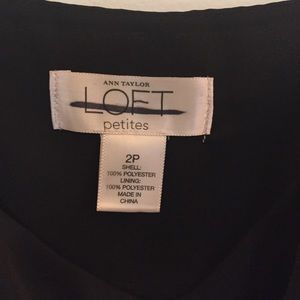 ANN TAYLOR
LOFT
petites
2P
SHELL:
100% POLYESTER
LINING:
100% POLYESTER
MADE IN
CHINA